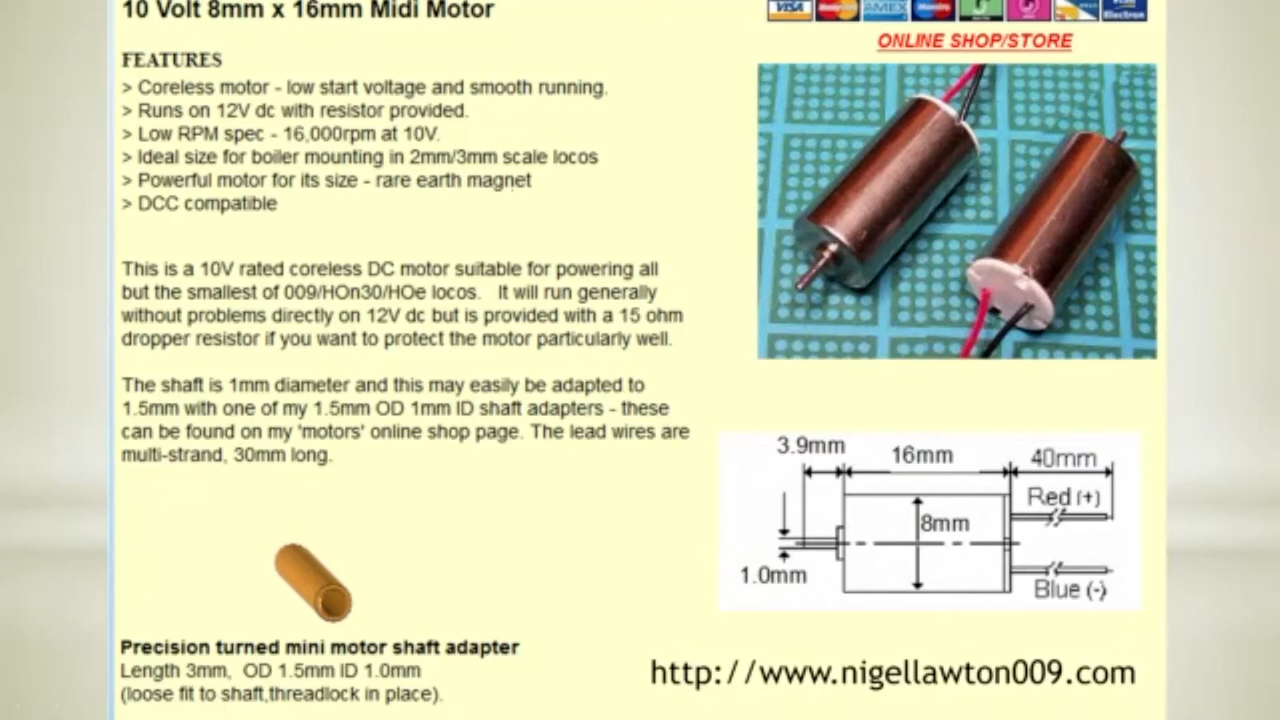 10 Volt 8mm x 16mm Midi Motor
FEATURES
> Coreless motor - low start voltage and smooth running.
> Runs on 12V dc with resistor provided.
> Low RPM spec - 16,000rpm at 10V.
> Ideal size for boiler mounting in 2mm/3mm scale locos
> Powerful motor for its size - rare earth magnet
> DCC compatible
This is a 10V rated coreless DC motor suitable for powering all
but the smallest of 009/HOn30/HOe locos. It will run generally
without problems directly on 12V dc but is provided with a 15 ohm
dropper resistor if you want to protect the motor particularly well.
The shaft is 1mm diameter and this may easily be adapted to
1.5mm with one of my 1.5mm OD 1mm ID shaft adapters - these
can be found on my 'motors' online shop page. The lead wires are
multi-strand, 30mm long.
Precision turned mini motor shaft adapter
Length 3mm, OD 1.5mm ID 1.0mm
(loose fit to shaft,threadlock in place).
VISA MasterCard AMEX Maestro
Electron
ONLINE SHOP/STORE
3.9mm 16mm 40mm
Red (+)
8mm
1.0mm
Blue (-)
http://www.nigellawton009.com